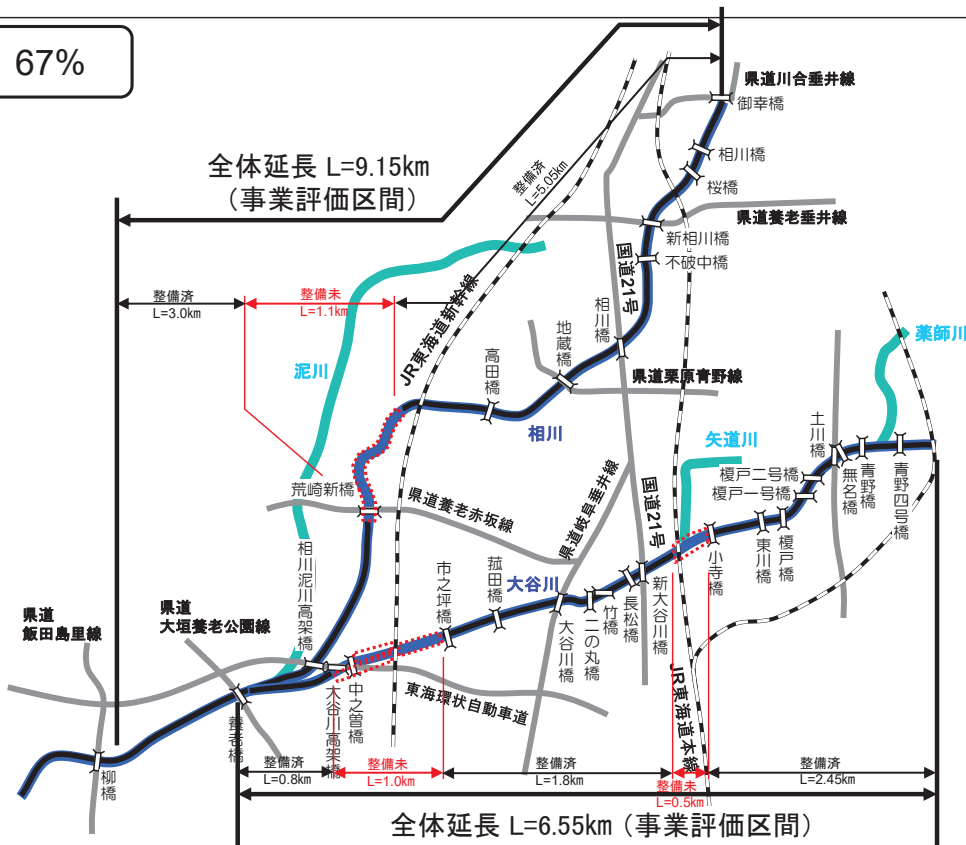 67%
県道川合垂井線
御幸橋
全体延長 L=9.15km
（事業評価区間）
整備済
L=5.05km
相川橋
桜橋
県道養老垂井線
新相川橋
不破中橋
国道21号
JR東海道新幹線
整備済
L=3.0km
整備未
L=1.1km
相川橋
地蔵橋
高田橋
薬師川
泥川
県道栗原青野線
相川
矢道川
土川橋
榎戸二号橋
榎戸一号橋
無名橋
青野橋
青野四号橋
荒崎新橋
県道養老赤坂線
県道岐阜垂井線
国道21号
小寺橋
東川橋
榎戸橋
相川泥川高架橋
市之坪橋
菰田橋
大谷川
大谷川橋
二の丸橋
竹橋
長松橋
新大谷川橋
県道
飯田島里線
県道
大垣養老公園線
養老橋
大谷川高架橋
中之曽橋
東海環状自動車道
JR東海道本線
柳橋
整備済
L=0.8km
整備未
L=1.0km
整備済
L=1.8km
整備未
L=0.5km
整備済
L=2.45km
全体延長 L=6.55km（事業評価区間）